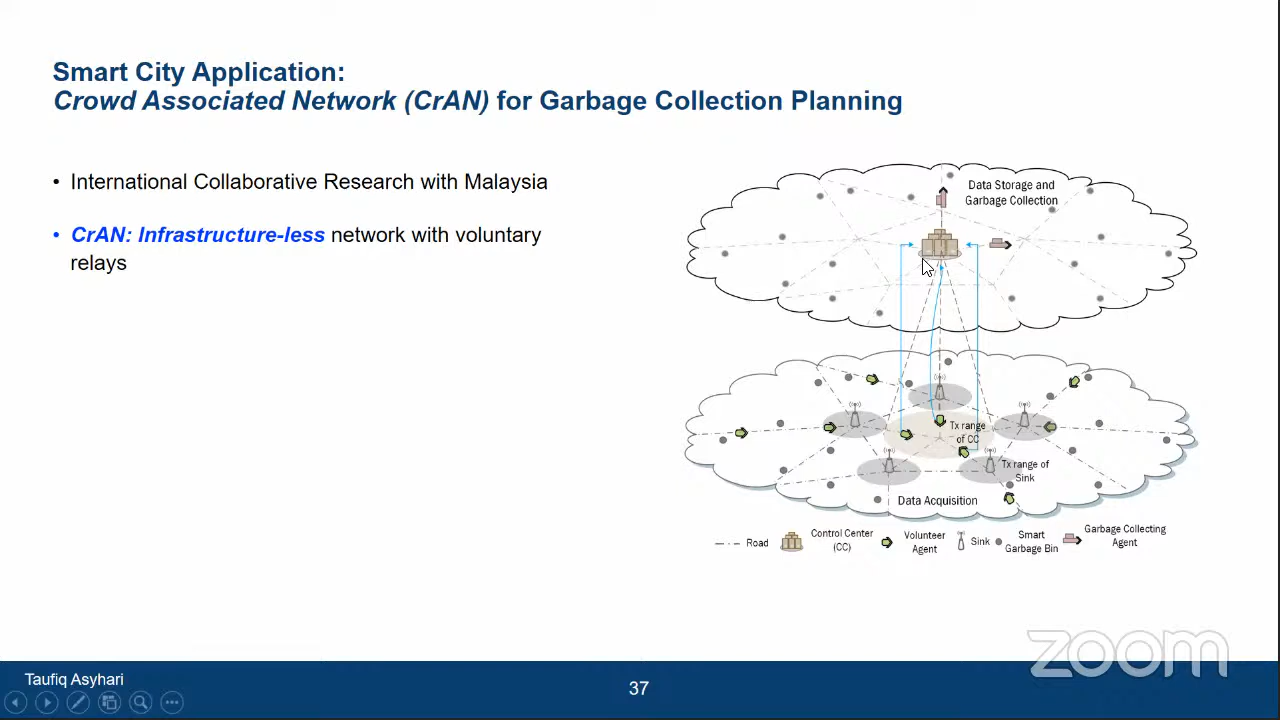 Smart City Application:
Crowd Associated Network (CrAN) for Garbage Collection Planning
• International Collaborative Research with Malaysia
• CrAN: Infrastructure-less network with voluntary
relays
Data Storage and
Garbage Collection
Tx range
of CC
Tx range of
Sink
Data Acquisition
Road
Control Center
(CC)
Volunteer
Agent
Sink
Smart
Garbage Bin
Garbage Collecting
Agent
zoom
Taufiq Asyhari
37